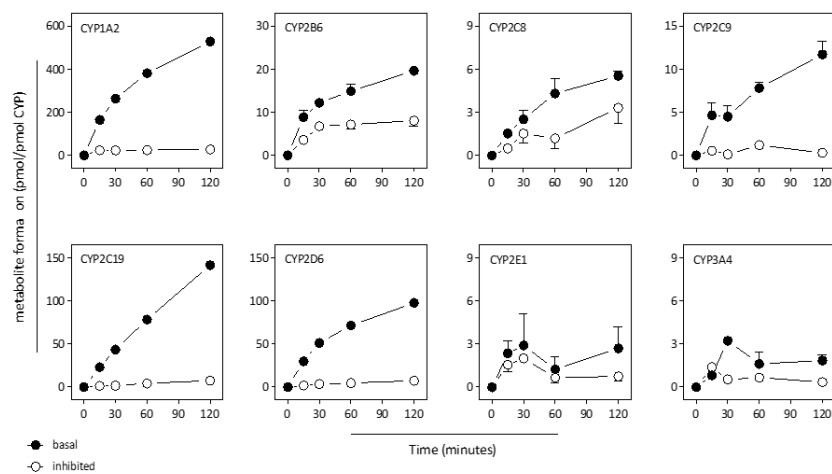 CYP1A2
600
400
200
0
0 30 60 90 120
CYP2B6
30
20
10
0
0 30 60 90 120
CYP2C8
9
6
3
0
0 30 60 90 120
CYP2C9
15
10
5
0
0 30 60 90 120
metabolite forma on (pmol/pmol CYP)
CYP2C19
150
100
50
0
0 30 60 90 120
CYP2D6
150
100
50
0
0 30 60 90 120
CYP2E1
9
6
3
0
0 30 60 90 120
CYP3A4
9
6
3
0
0 30 60 90 120
Time (minutes)
basal
inhibited